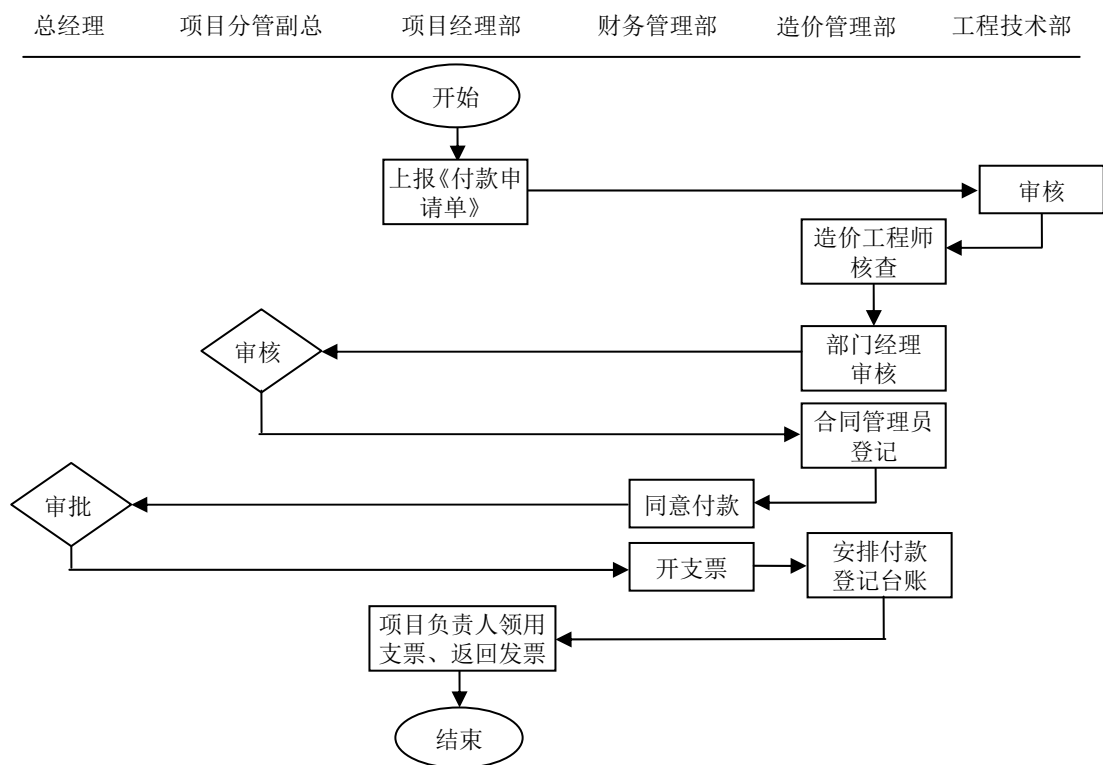 总经理 项目分管副总 项目经理部 财务管理部 造价管理部 工程技术部
开始
上报《付款申
请单》
审核
造价工程师
核查
审核
部门经理
审核
合同管理员
登记
审批
同意付款
开支票
安排付款
登记台账
项目负责人领用
支票、返回发票
结束